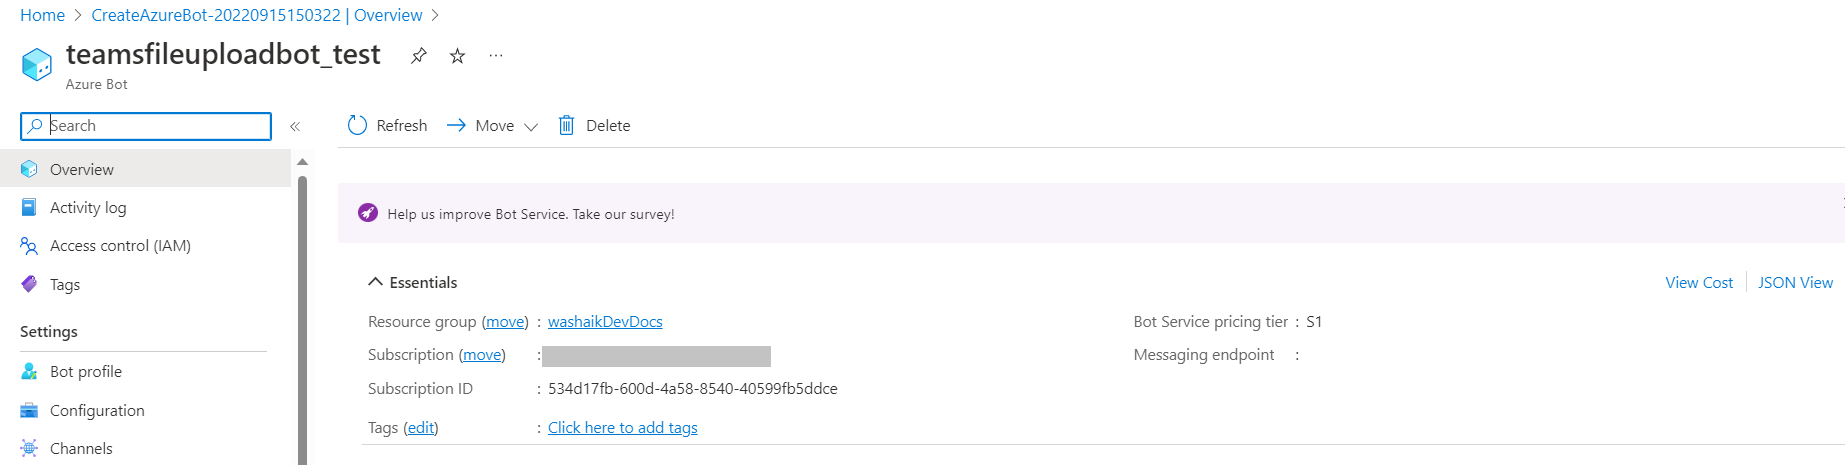 Home > CreateAzureBot-20220915150322 | Overview >
teamsfileuploadbot_test
Azure Bot
Search
Refresh Move Delete
Overview
Activity log
Access control (IAM)
Tags
Settings
Bot profile
Configuration
Channels
Help us improve Bot Service. Take our survey!
Essentials
View Cost JSON View
Resource group (move) : washaikDevDocs
Subscription (move) :
Subscription ID : 534d17fb-600d-4a58-8540-40599fb5ddce
Tags (edit) : Click here to add tags
Bot Service pricing tier : S1
Messaging endpoint :